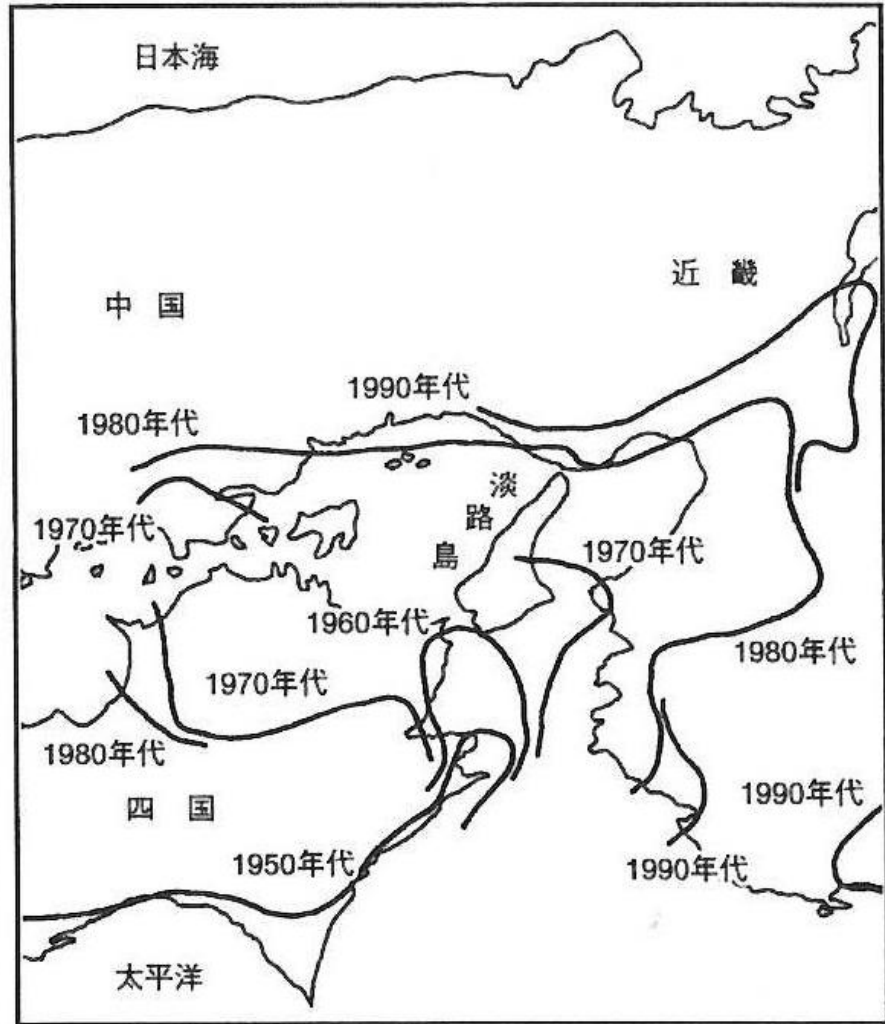 日本海
近 畿
中 国
1990年代
1980年代
淡
路
島
1970年代
1970年代
1960年代
1980年代
1970年代
1980年代
1990年代
四 国
1950年代
1990年代
太平洋